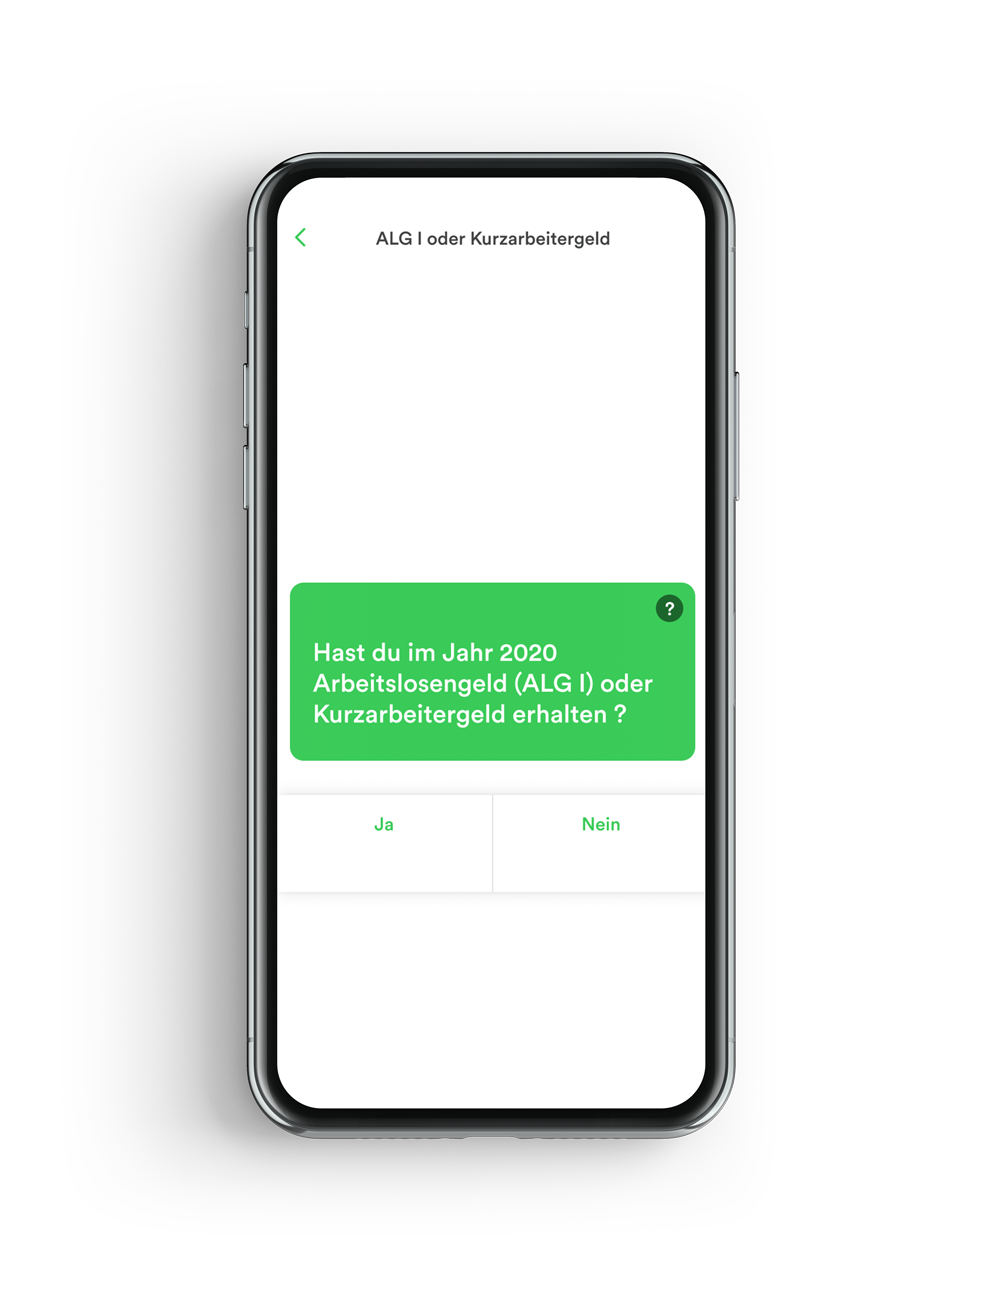 ALG I oder Kurzarbeitergeld
?
Hast du im Jahr 2020
Arbeitslosengeld (ALG I) oder
Kurzarbeitergeld erhalten ?
Ja
Nein